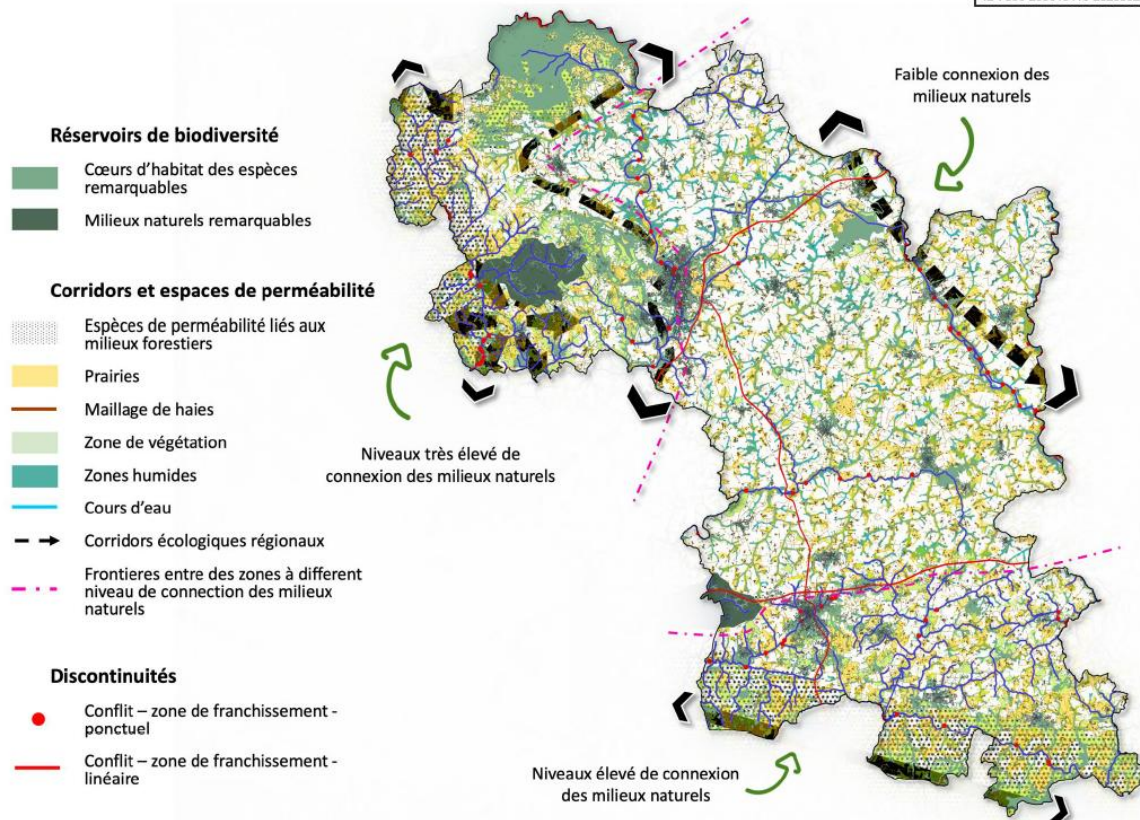 Faible connexion des
milieux naturels
Réservoirs de biodiversité
Cœurs d'habitat des espèces
remarquables
Milieux naturels remarquables
Corridors et espaces de perméabilité
Espèces de perméabilité liés aux
milieux forestiers
Prairies
Maillage de haies
Zone de végétation
Zones humides
Cours d'eau
Corridors écologiques régionaux
Frontieres entre des zones à different
niveau de connection des milieux
naturels
Niveaux très élevé de
connexion des milieux naturels
Discontinuités
Conflit – zone de franchissement -
ponctuel
Conflit – zone de franchissement -
linéaire
Niveaux élevé de connexion
des milieux naturels